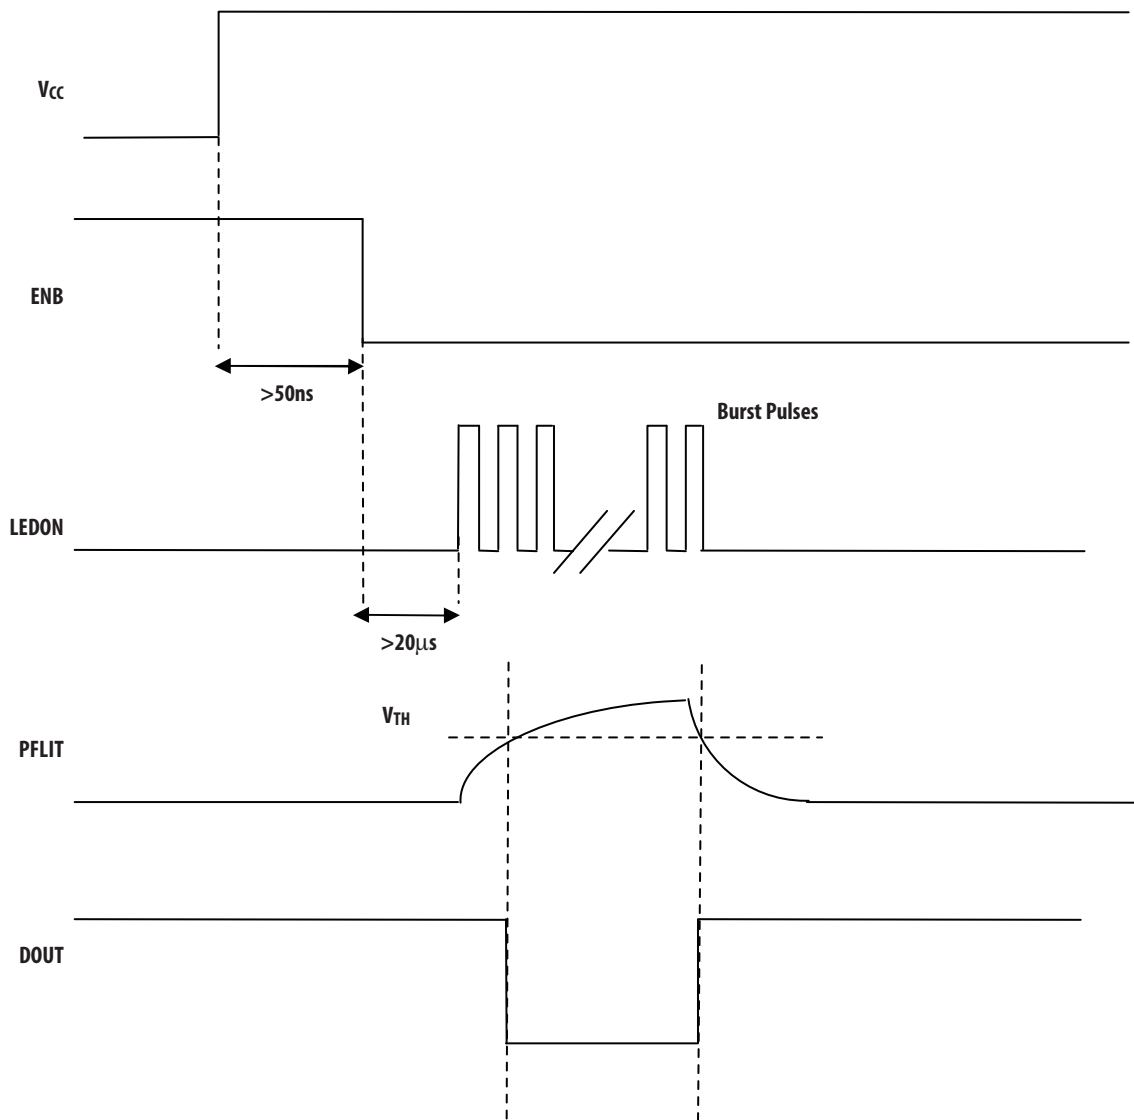 VCC
ENB
>50ns
Burst Pulses
LEDON
>20μs
VTH
PFLIT
DOUT